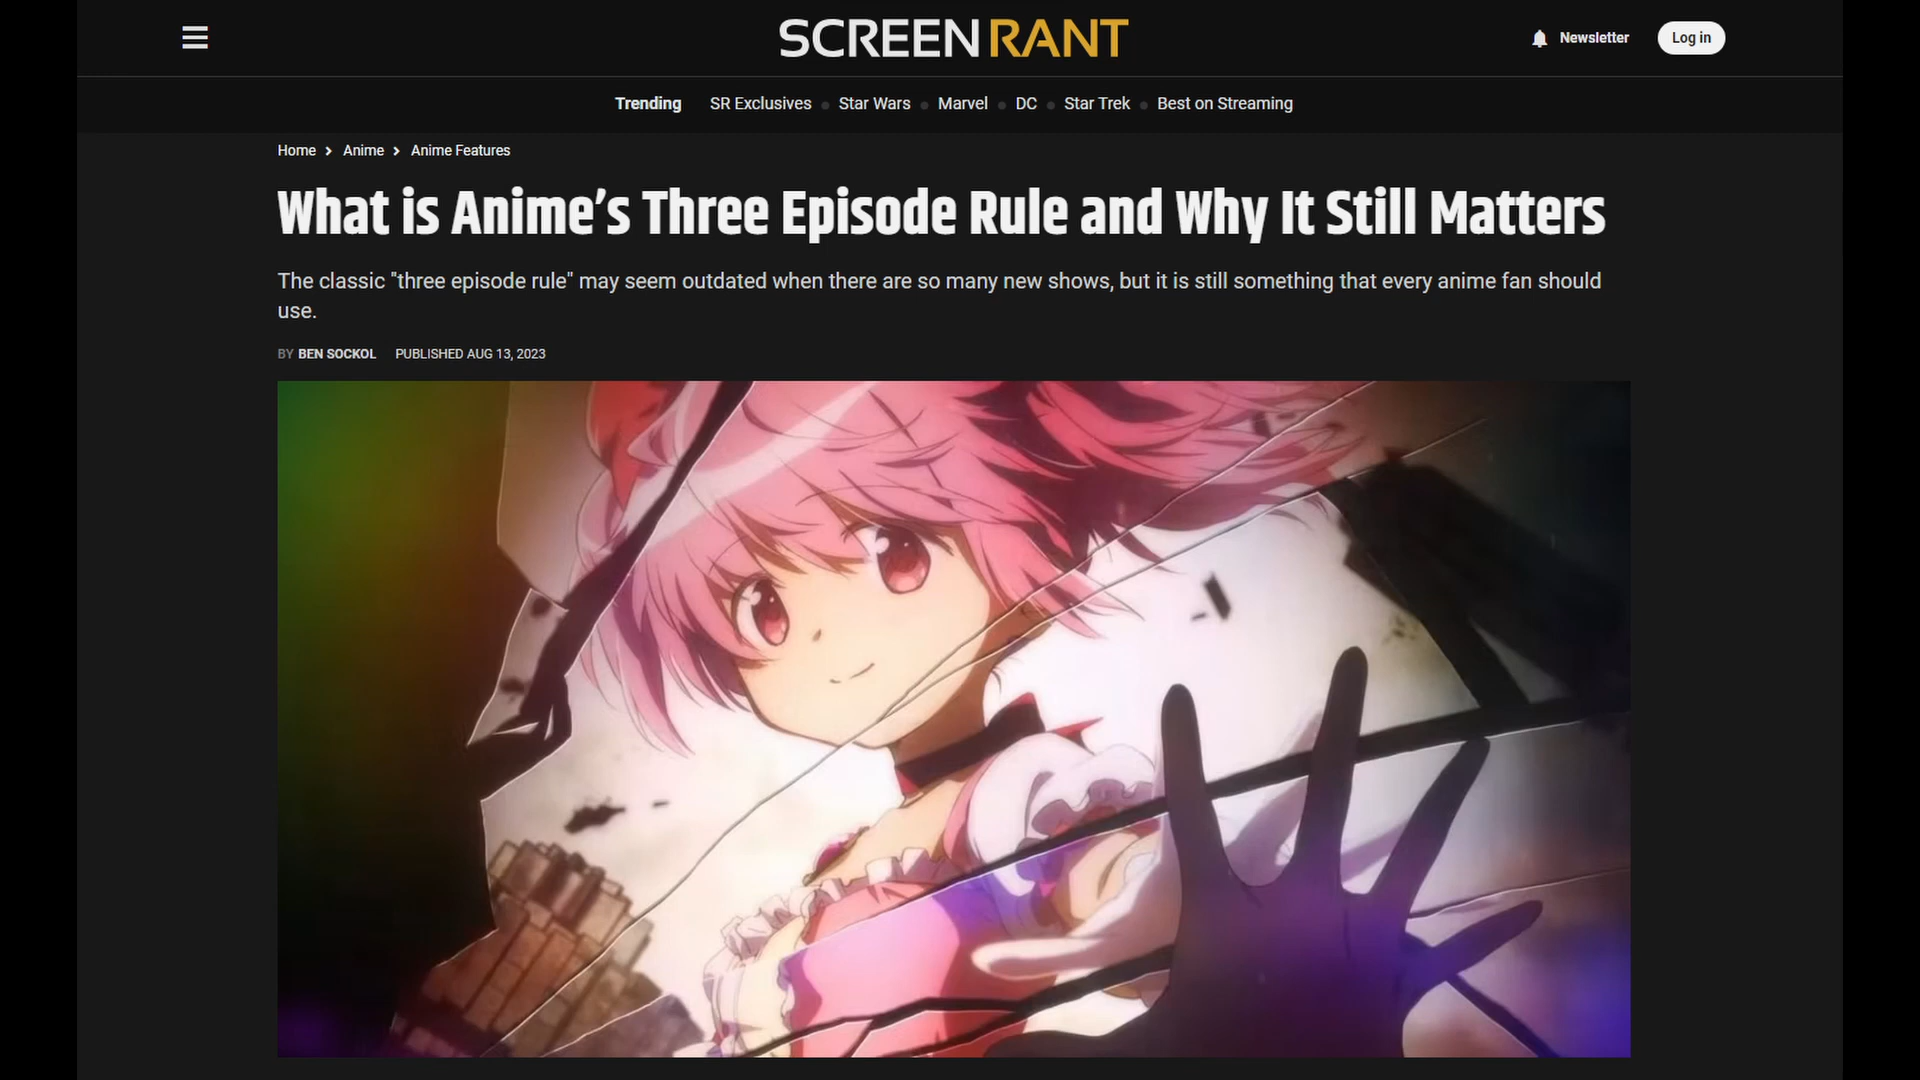 SCREENRANT
Newsletter
Log in
Trending SR Exclusives Star Wars Marvel DC Star Trek Best on Streaming
Home > Anime > Anime Features
What is Anime’s Three Episode Rule and Why It Still Matters
The classic "three episode rule" may seem outdated when there are so many new shows, but it is still something that every anime fan should
use.
BY BEN SOCKOL PUBLISHED AUG 13, 2023